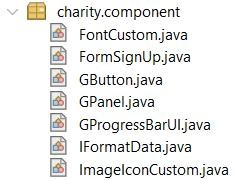 charity.component
FontCustom.java
FormSignUp.java
GButton.java
GPanel.java
GProgressBarUI.java
IFormatData.java
ImageIconCustom.java